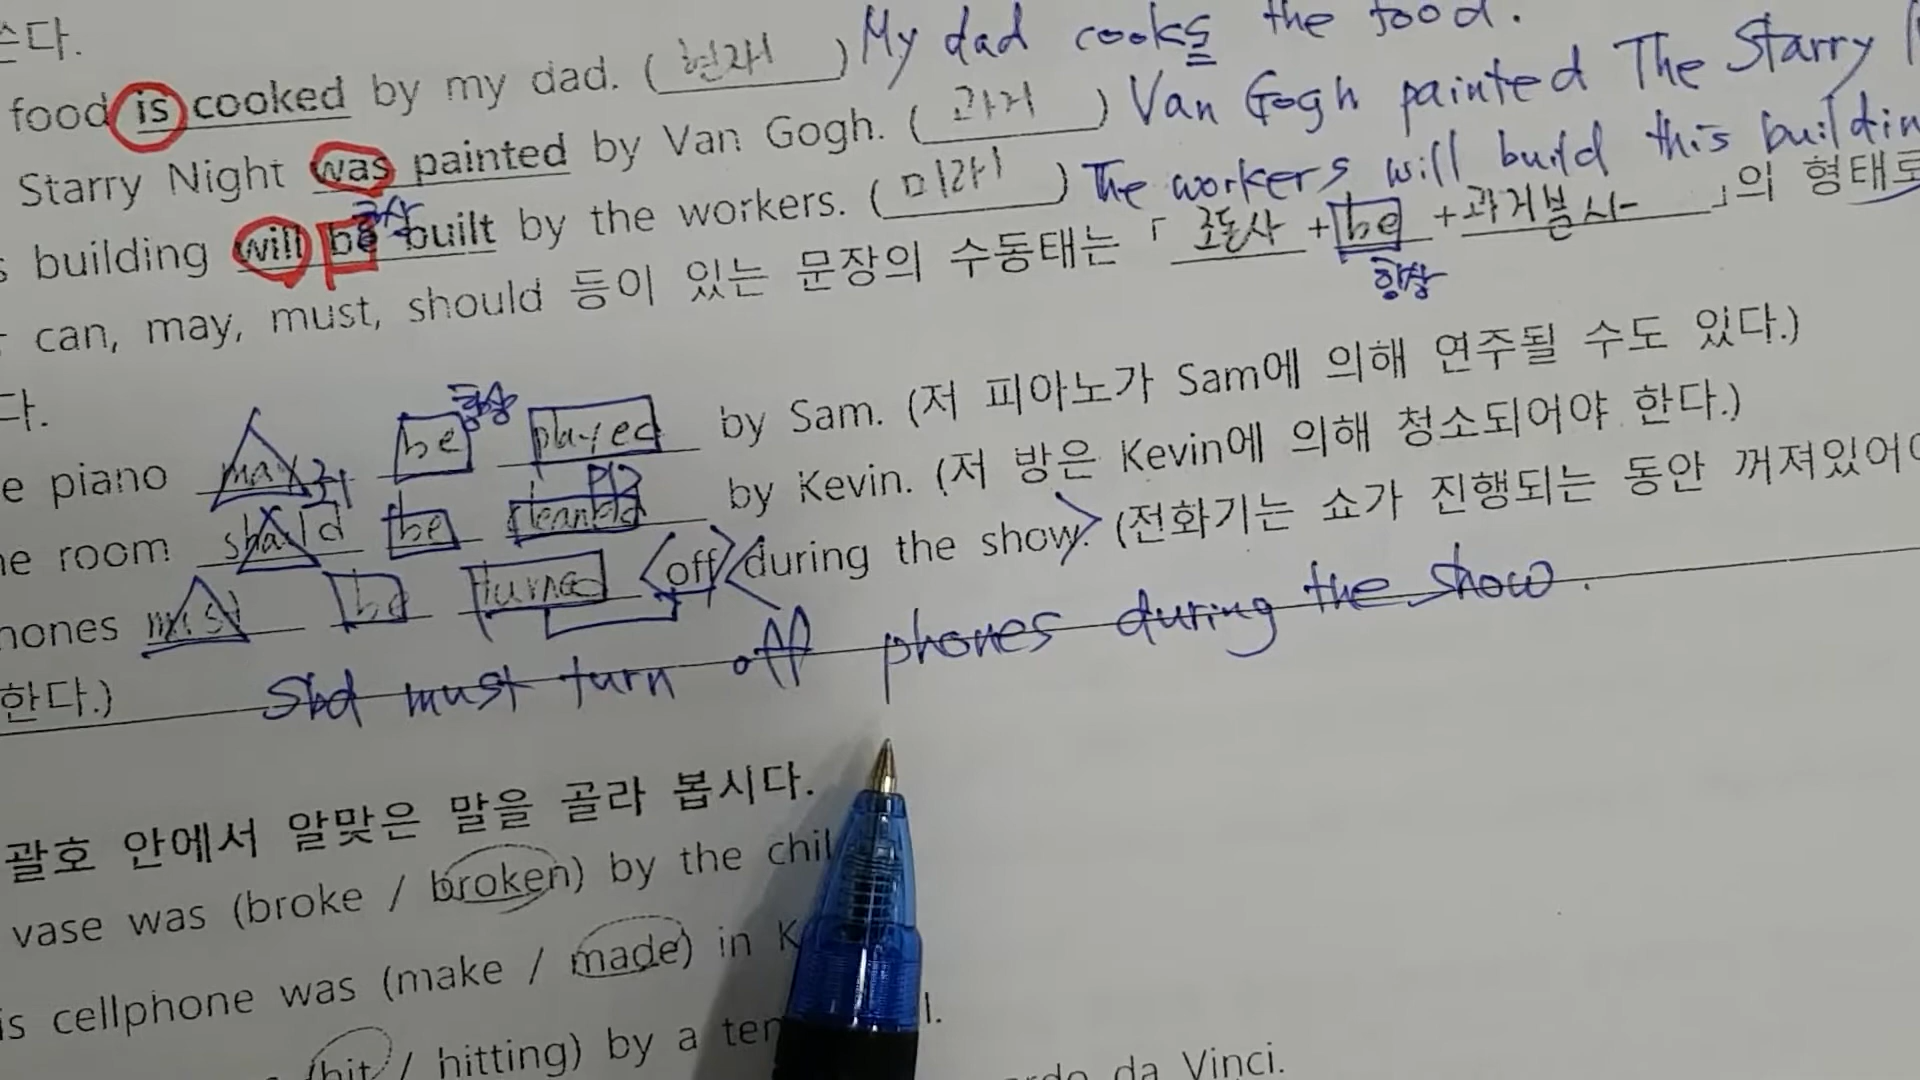 쓴다.
food is cooked by my dad. ( 현재 ) My dad cooks the food.
Starry Night was painted by Van Gogh. ( 과거 ) Van Gogh painted The Starry
항상
building will be built by the workers. ( 미래 ) The workers will build this buildin
can, may, must, should 등이 있는 문장의 수동태는 「 조동사 + be + 과거분사 」의 형태로
항상
다.
항상
e piano may be played by Sam. (저 피아노가 Sam에 의해 연주될 수도 있다.)
e room should be cleaned by Kevin. (저 방은 Kevin에 의해 청소되어야 한다.)
hones must be turned off during the show. (전화기는 쇼가 진행되는 동안 꺼져있어야
한다.) must turn off phones during the show.
괄호 안에서 알맞은 말을 골라 봅시다.
vase was (broke / broken) by the chil
is cellphone was (make / made) in K
(hit / hitting) by a ten l.
ardo da Vinci.